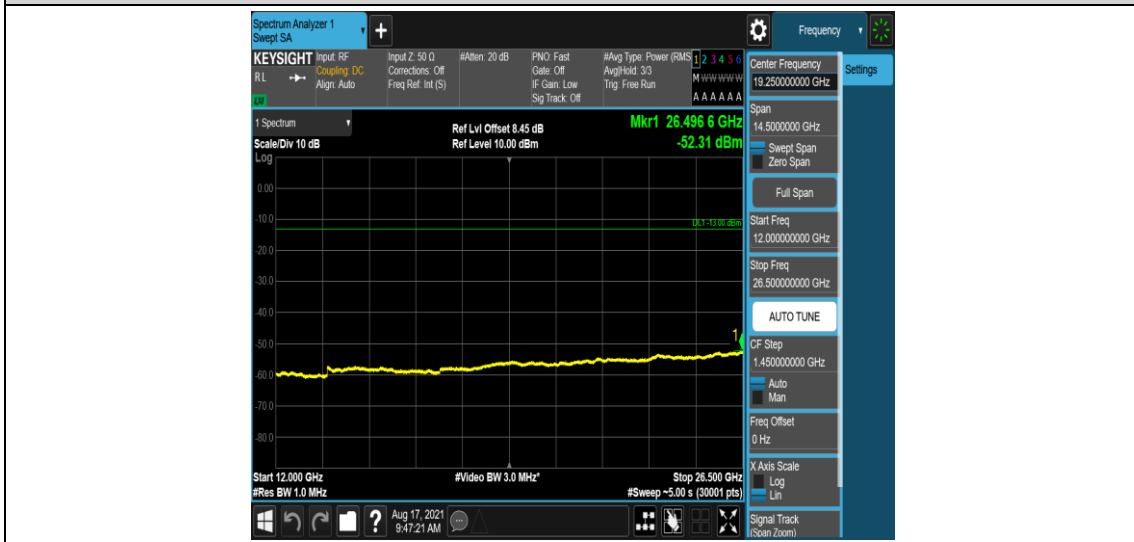 Spectrum Analyzer 1
Swept SA
+
Frequency
KEYSIGHT
RL
LXI
Input: RF
Coupling: DC
Align: Auto
Input Z: 50 Ω
Corrections: Off
Freq Ref: Int (S)
#Atten: 20 dB
PNO: Fast
Gate: Off
IF Gain: Low
Sig Track: Off
#Avg Type: Power (RMS
Avg|Hold: 3/3
Trig: Free Run
1 2 3 4 5 6
M W W W W W
A A A A A A
1 Spectrum
Scale/Div 10 dB
Ref Lvl Offset 8.45 dB
Ref Level 10.00 dBm
Mkr1 26.496 6 GHz
-52.31 dBm
Log
0.00
-10.0
DL1 -13.00 dBm
-20.0
-30.0
-40.0
1
-50.0
-60.0
-70.0
-80.0
Start 12.000 GHz
#Video BW 3.0 MHz*
Stop 26.500 GHz
#Res BW 1.0 MHz
#Sweep ~5.00 s (30001 pts)
?
Aug 17, 2021
9:47:21 AM
Center Frequency
19.250000000 GHz
Settings
Span
14.5000000 GHz
Swept Span
Zero Span
Full Span
Start Freq
12.000000000 GHz
Stop Freq
26.500000000 GHz
AUTO TUNE
CF Step
1.450000000 GHz
Auto
Man
Freq Offset
0 Hz
X Axis Scale
Log
Lin
Signal Track
(Span Zoom)